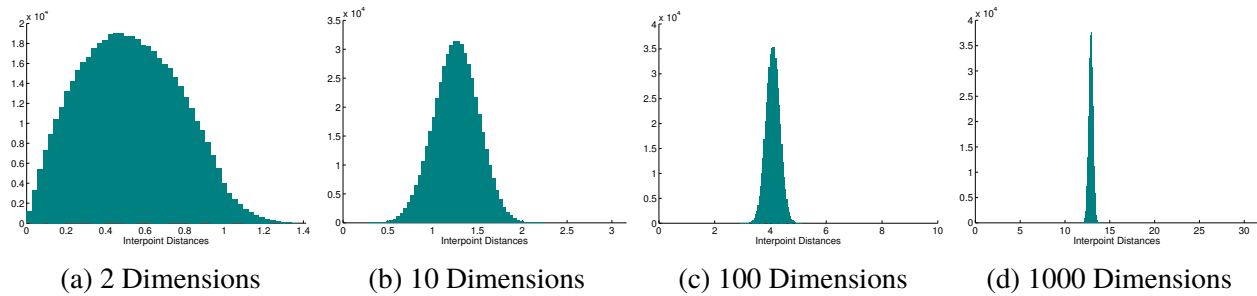 x 10⁴ x 10⁴ x 10⁴
2 3.5 4 4
1.8 3 3.5 3.5
1.6 2.5 3 3
1.4 2 2.5 2.5
1.2 1.5 2 2
1 1 1.5 1.5
0.8 0.5 1 1
0.6 0 0.5 0.5
0.4 0 0
0.2
0
0 0.2 0.4 0.6 0.8 1 1.2 1.4 0 0.5 1 1.5 2 2.5 3 0 2 4 6 8 10 0 5 10 15 20 25 30
Interpoint Distances Interpoint Distances Interpoint Distances Interpoint Distances
(a) 2 Dimensions (b) 10 Dimensions (c) 100 Dimensions (d) 1000 Dimensions